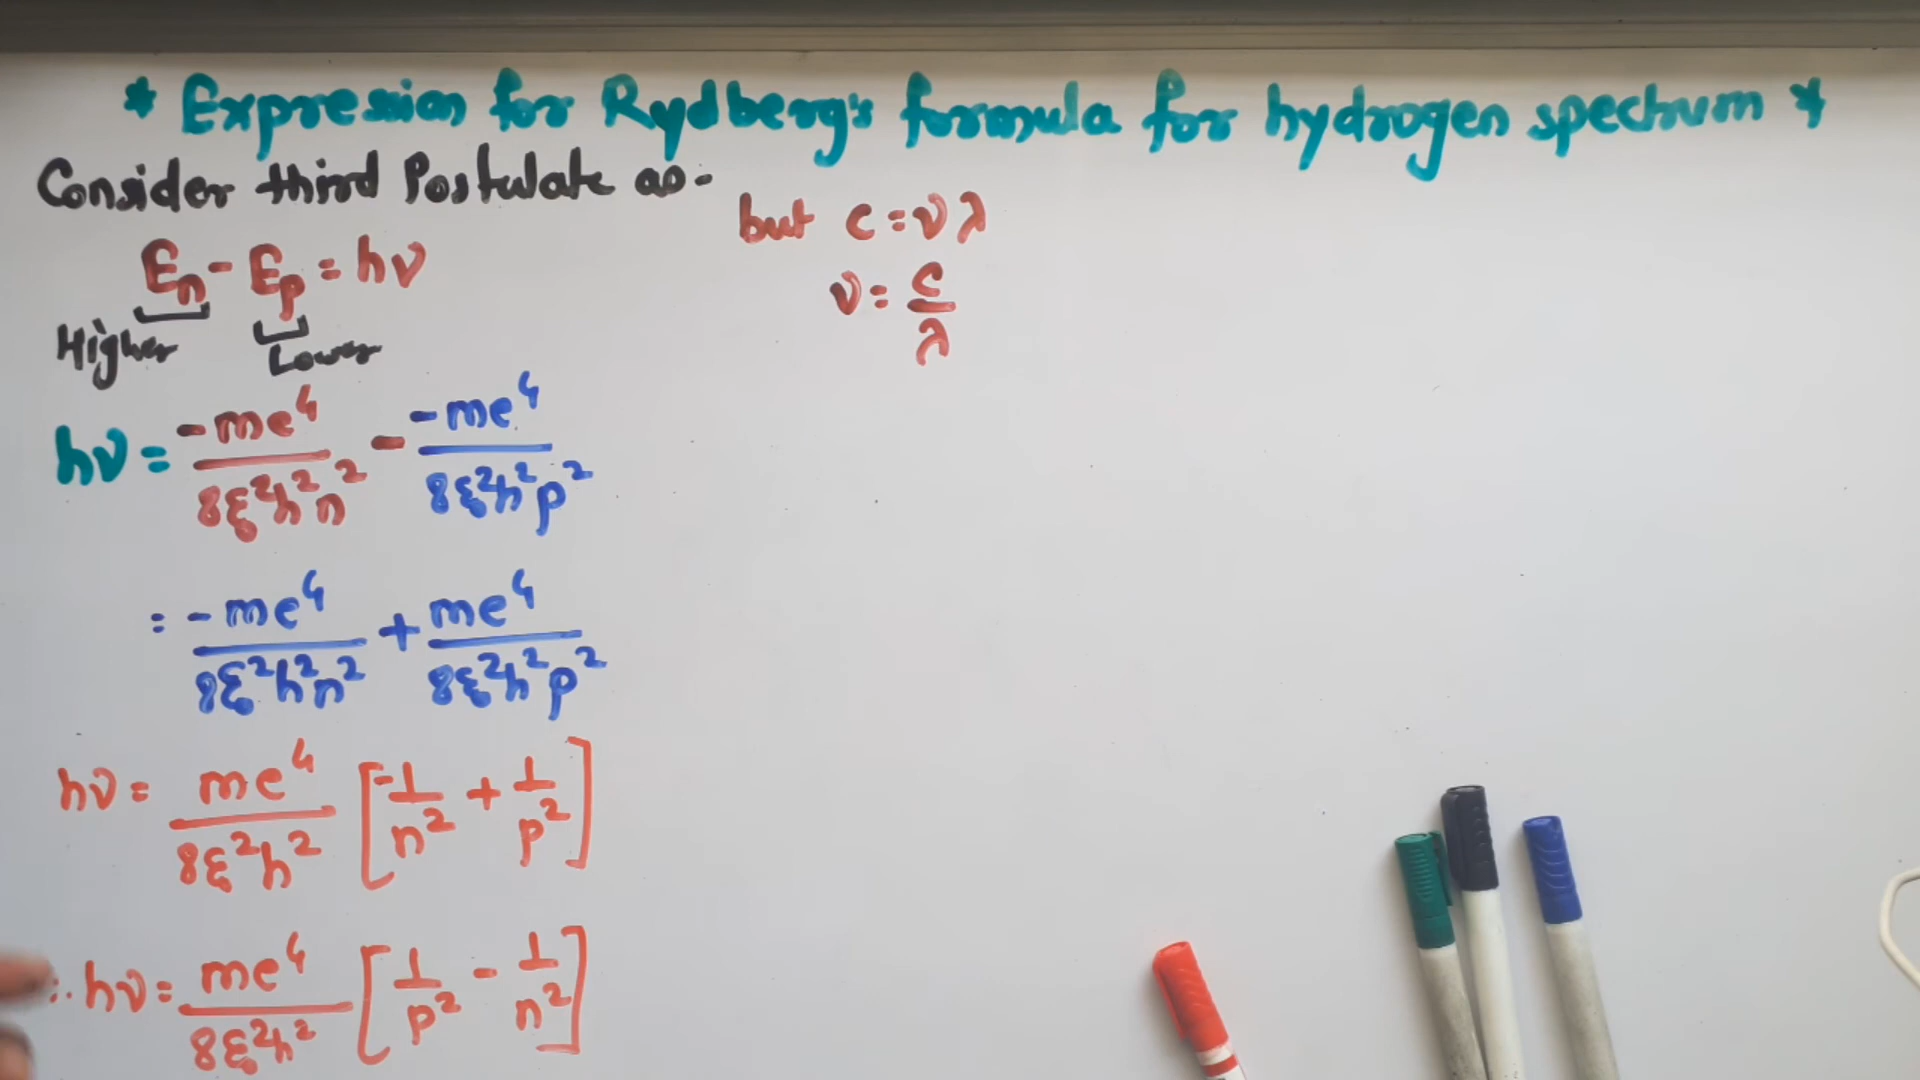 * Expression for Rydberg's formula for hydrogen spectrum *
Consider third Postulate as-
En - Ep = hν
Higher Lower
hν = -me⁴/8ε₀²h²n² - -me⁴/8ε₀²h²p²
= -me⁴/8ε₀²h²n² + me⁴/8ε₀²h²p²
hν = me⁴/8ε₀²h² [-1/n² + 1/p²]
∴ hν = me⁴/8ε₀²h² [1/p² - 1/n²]
but c = νλ
ν = c/λ